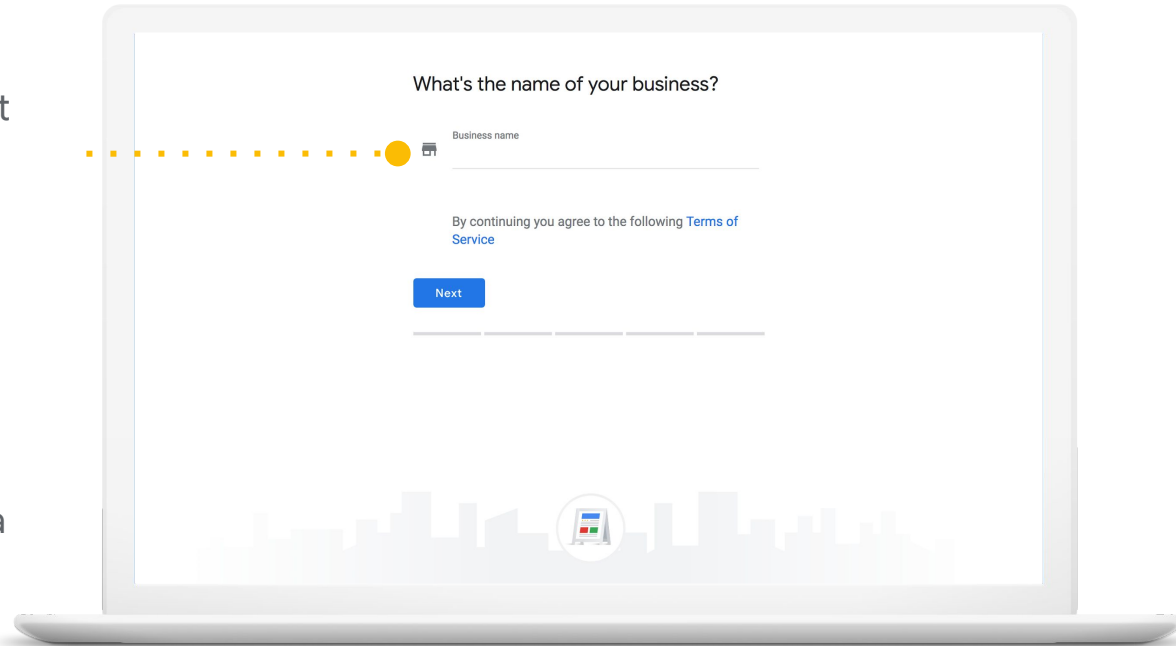 What's the name of your business?
Business name
By continuing you agree to the following Terms of
Service
Next